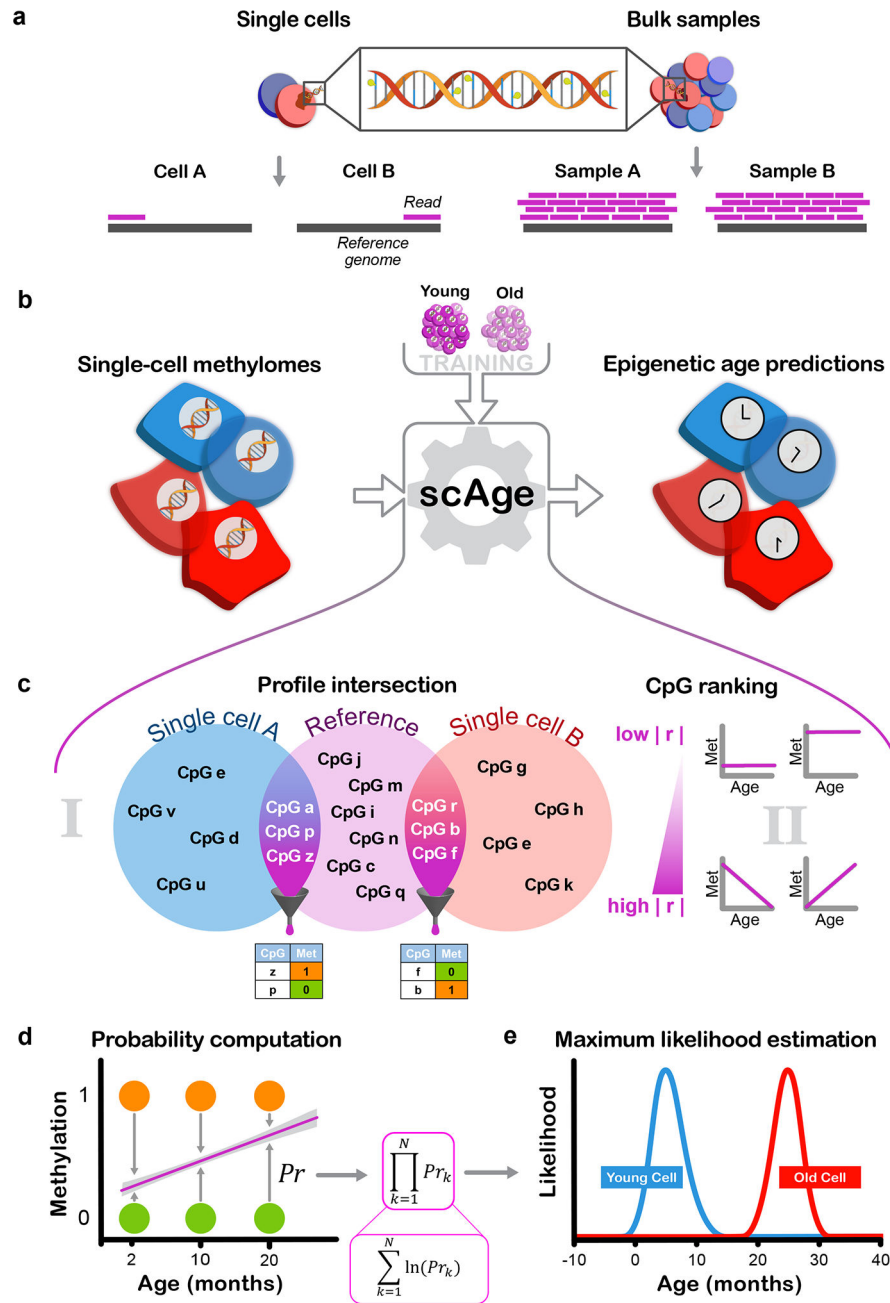 a
Single cells
Bulk samples
Cell A
Cell B
Sample A
Sample B
Read
Reference
genome
b
Young
Old
TRAINING
Single-cell methylomes
Epigenetic age predictions
scAge
c
Profile intersection
CpG ranking
Single cell A
Reference
Single cell B
I
CpG e
CpG v
CpG d
CpG u
CpG a
CpG p
CpG z
CpG j
CpG m
CpG i
CpG n
CpG c
CpG q
CpG r
CpG b
CpG f
CpG g
CpG h
CpG e
CpG k
CpG Met
z 1
p 0
CpG Met
f 0
b 1
low | r |
high | r |
Met
Age
Met
Age
II
Met
Age
Met
Age
d
Probability computation
Methylation
1
0
2 10 20
Age (months)
Pr
N
∏ Prₖ
k=1
N
∑ ln(Prₖ)
k=1
e
Maximum likelihood estimation
Likelihood
Young Cell
Old Cell
-10 0 10 20 30 40
Age (months)